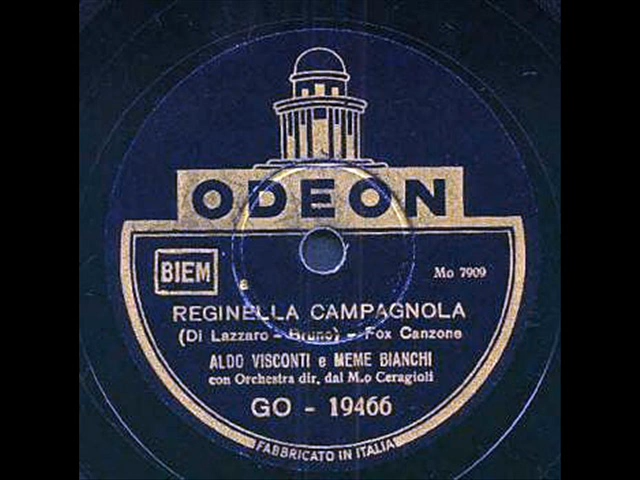 ODEON
BIEM
a
Mo 7909
REGINELLA CAMPAGNOLA
(Di Lazzaro - Bruno) - Fox Canzone
ALDO VISCONTI e MEME BIANCHI
con Orchestra dir. dal M.o Ceragioli
GO - 19466
FABBRICATO IN ITALIA